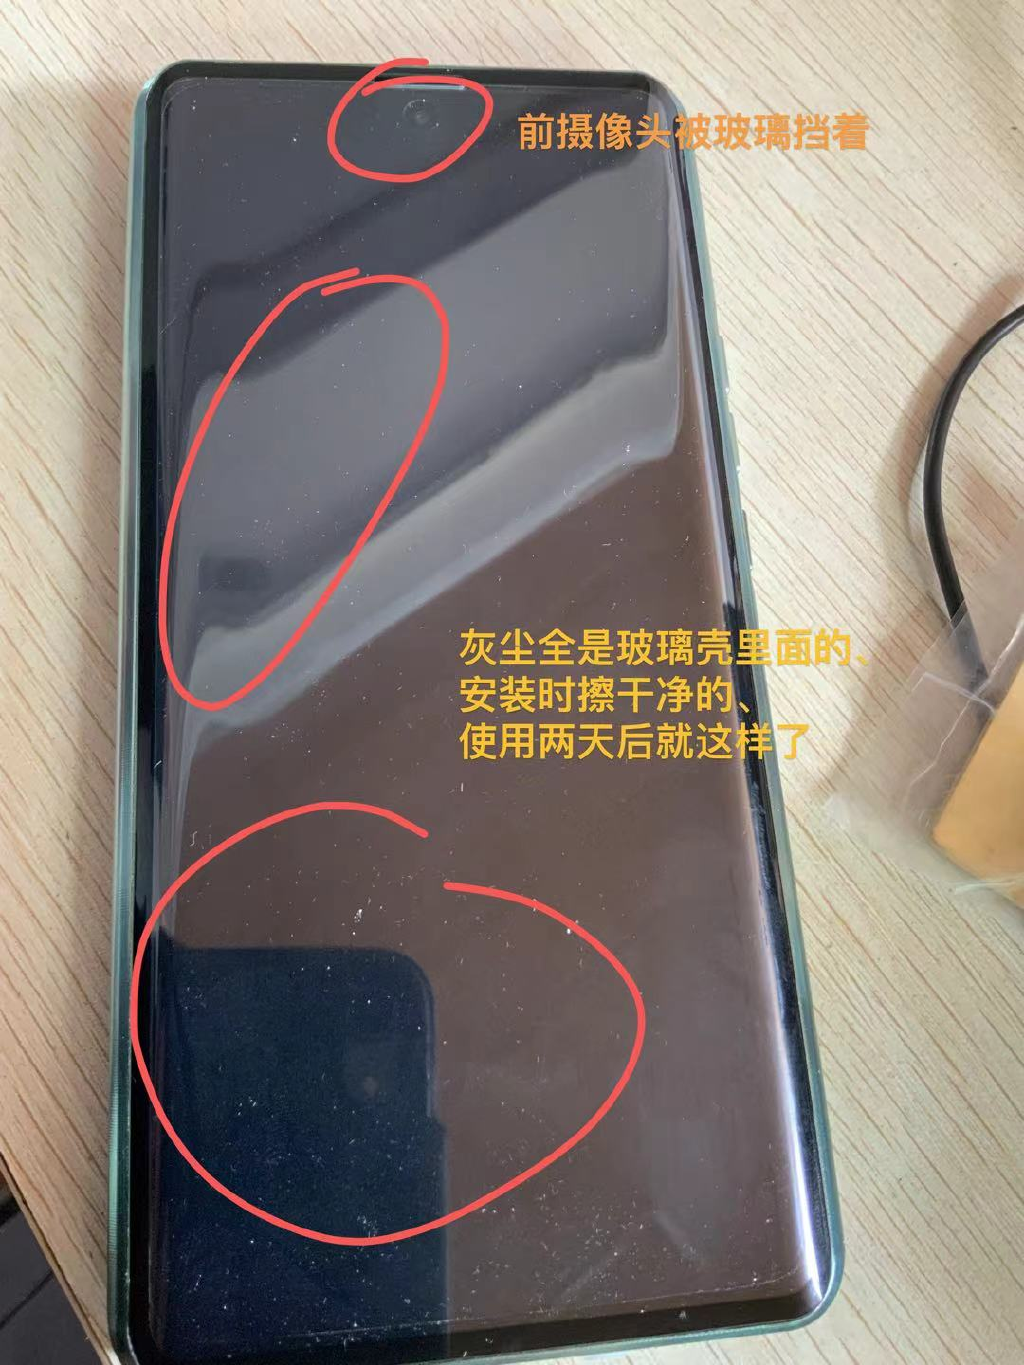 前摄像头被玻璃挡着
灰尘全是玻璃壳里面的、
安装时擦干净的、
使用两天后就这样了